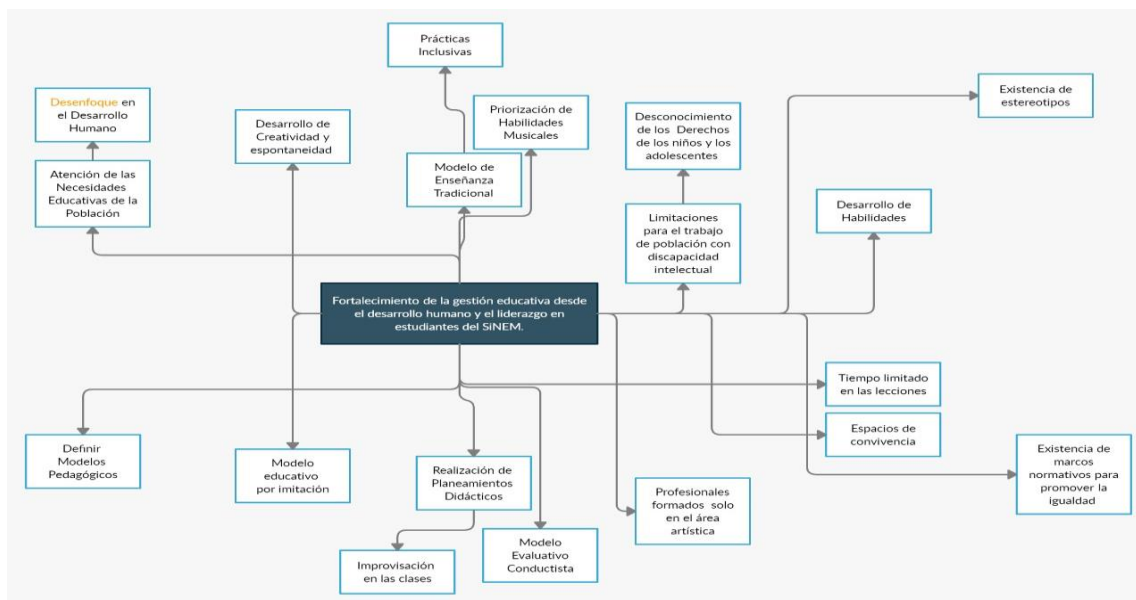 Prácticas
Inclusivas
Desenfoque en
el Desarrollo
Humano
Desarrollo de
Creatividad y
espontaneidad
Priorización de
Habilidades
Musicales
Desconocimiento
de los Derechos
de los niños y los
adolescentes
Existencia de
estereotipos
Atención de las
Necesidades
Educativas de la
Población
Modelo de
Enseñanza
Tradicional
Limitaciones
para el trabajo
de población con
discapacidad
intelectual
Desarrollo de
Habilidades
Fortalecimiento de la gestión educativa desde
el desarrollo humano y el liderazgo en
estudiantes del SiNEM.
Tiempo limitado
en las lecciones
Espacios de
convivencia
Definir
Modelos
Pedagógicos
Modelo
educativo
por imitación
Realización de
Planeamientos
Didácticos
Profesionales
formados solo
en el área
artística
Existencia de
marcos
normativos para
promover la
igualdad
Improvisación
en las clases
Modelo
Evaluativo
Conductista